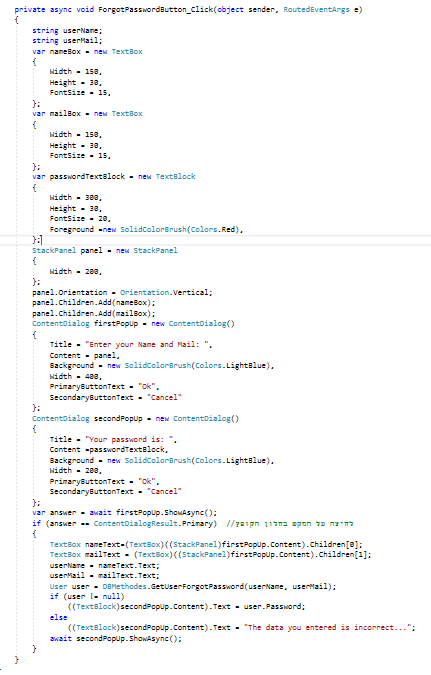 private async void ForgotPasswordButton_Click(object sender, RoutedEventArgs e)
{
string userName;
string userMail;
var nameBox = new TextBox
{
Width = 150,
Height = 30,
FontSize = 15,
};
var mailBox = new TextBox
{
Width = 150,
Height = 30,
FontSize = 15,
};
var passwordTextBlock = new TextBlock
{
Width = 300,
Height = 30,
FontSize = 20,
Foreground =new SolidColorBrush(Colors.Red),
};
StackPanel panel = new StackPanel
{
Width = 200,
};
panel.Orientation = Orientation.Vertical;
panel.Children.Add(nameBox);
panel.Children.Add(mailBox);
ContentDialog firstPopUp = new ContentDialog()
{
Title = "Enter your Name and Mail: ",
Content = panel,
Background = new SolidColorBrush(Colors.LightBlue),
Width = 400,
PrimaryButtonText = "Ok",
SecondaryButtonText = "Cancel"
};
ContentDialog secondPopUp = new ContentDialog()
{
Title = "Your password is: ",
Content =passwordTextBlock,
Background = new SolidColorBrush(Colors.LightBlue),
Width = 200,
PrimaryButtonText = "Ok",
SecondaryButtonText = "Cancel"
};
var answer = await firstPopUp.ShowAsync();
if (answer == ContentDialogResult.Primary) //לחיצה על המקש בחלון הקופץ
{
TextBox nameText=(TextBox)((StackPanel)firstPopUp.Content).Children[0];
TextBox mailText = (TextBox)((StackPanel)firstPopUp.Content).Children[1];
userName = nameText.Text;
userMail = mailText.Text;
User user = DBMethodes.GetUserForgotPassword(userName, userMail);
if (user != null)
((TextBlock)secondPopUp.Content).Text = user.Password;
else
((TextBlock)secondPopUp.Content).Text = "The data you entered is incorrect...";
await secondPopUp.ShowAsync();
}
}